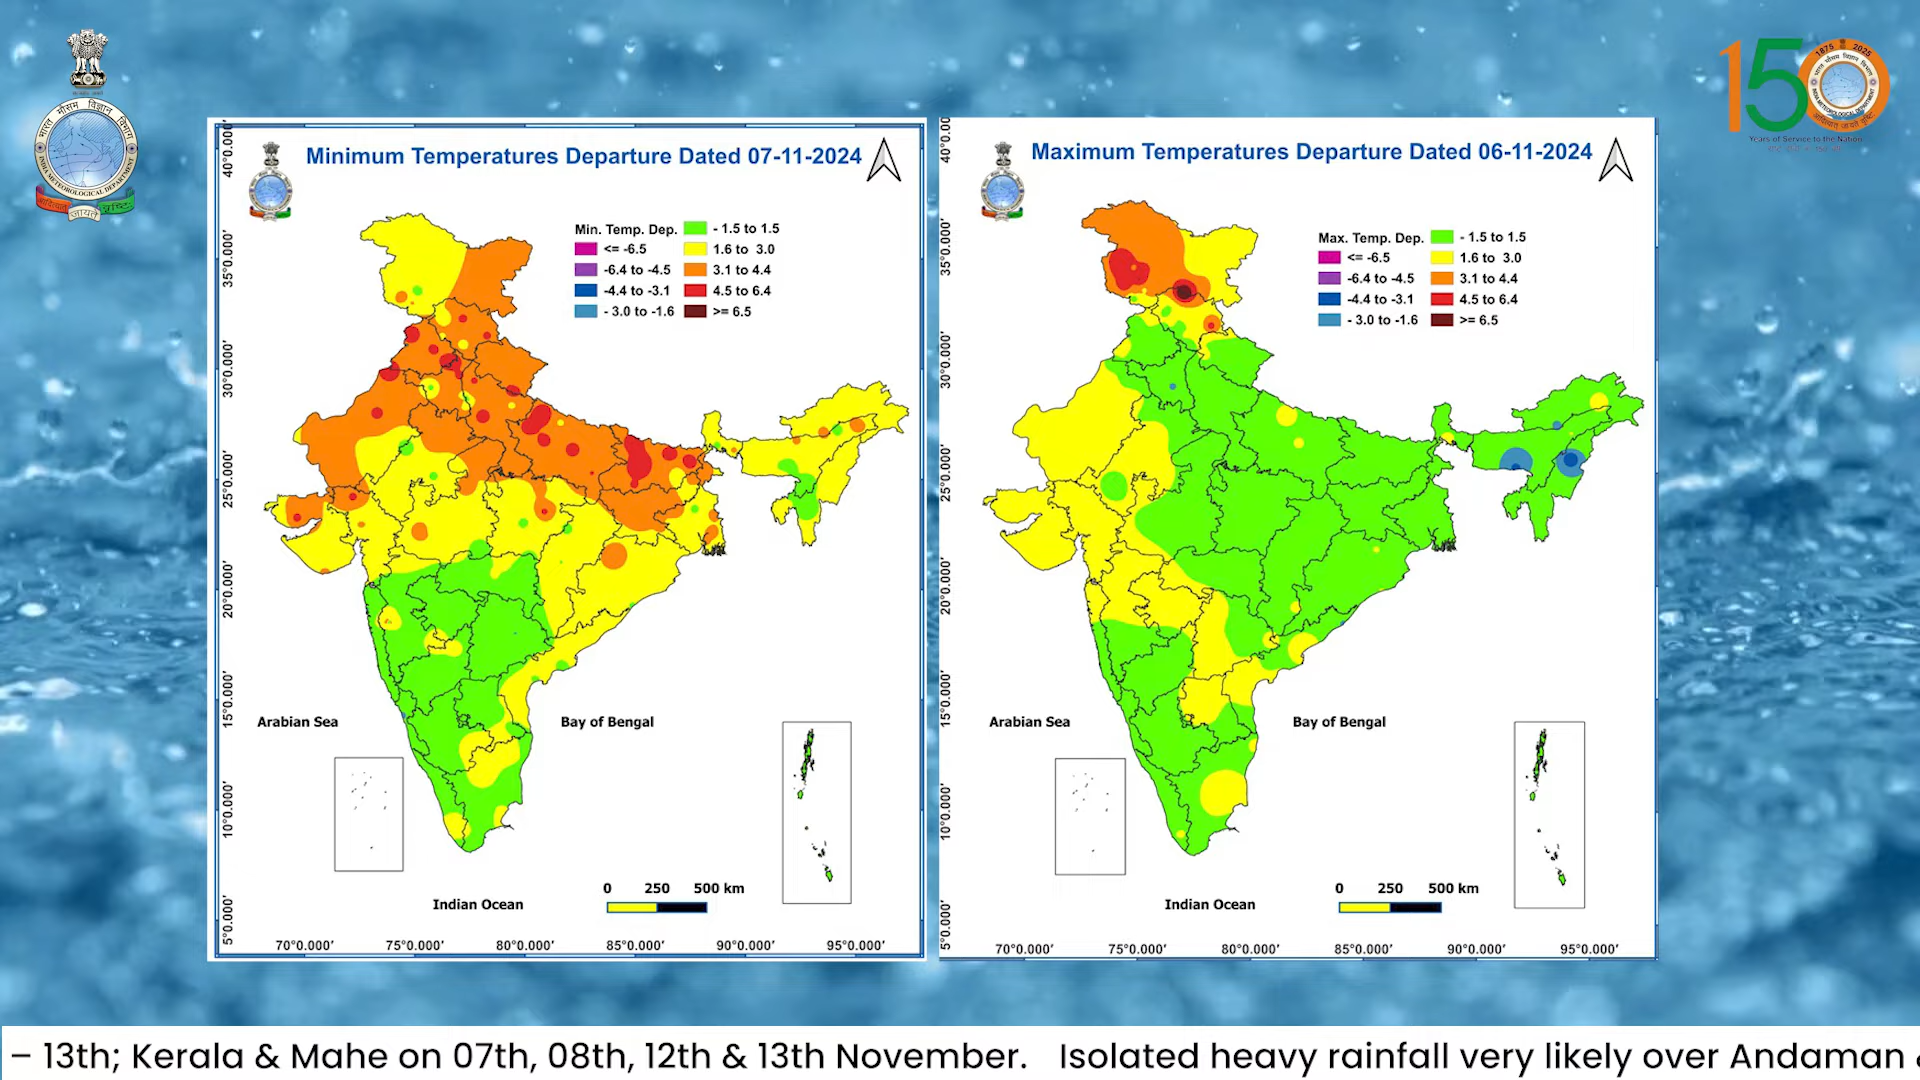 भारत मौसम विज्ञान विभाग
INDIA METEOROLOGICAL DEPARTMENT
आदित्यात् जायते वृष्टिः
150
1875 2025
Years of Service to the Nation
Minimum Temperatures Departure Dated 07-11-2024
Min. Temp. Dep.
<= -6.5
-6.4 to -4.5
-4.4 to -3.1
- 3.0 to -1.6
- 1.5 to 1.5
1.6 to 3.0
3.1 to 4.4
4.5 to 6.4
>= 6.5
40°0.000'
35°0.000'
30°0.000'
25°0.000'
20°0.000'
15°0.000'
10°0.000'
5°0.000'
Arabian Sea
Bay of Bengal
Indian Ocean
0 250 500 km
70°0.000' 75°0.000' 80°0.000' 85°0.000' 90°0.000' 95°0.000'
Maximum Temperatures Departure Dated 06-11-2024
Max. Temp. Dep.
<= -6.5
-6.4 to -4.5
-4.4 to -3.1
- 3.0 to -1.6
- 1.5 to 1.5
1.6 to 3.0
3.1 to 4.4
4.5 to 6.4
>= 6.5
35°0.000'
30°0.000'
25°0.000'
20°0.000'
15°0.000'
10°0.000'
5°0.000'
Arabian Sea
Bay of Bengal
Indian Ocean
0 250 500 km
70°0.000' 75°0.000' 80°0.000' 85°0.000' 90°0.000' 95°0.000'
– 13th; Kerala & Mahe on 07th, 08th, 12th & 13th November. Isolated heavy rainfall very likely over Andaman